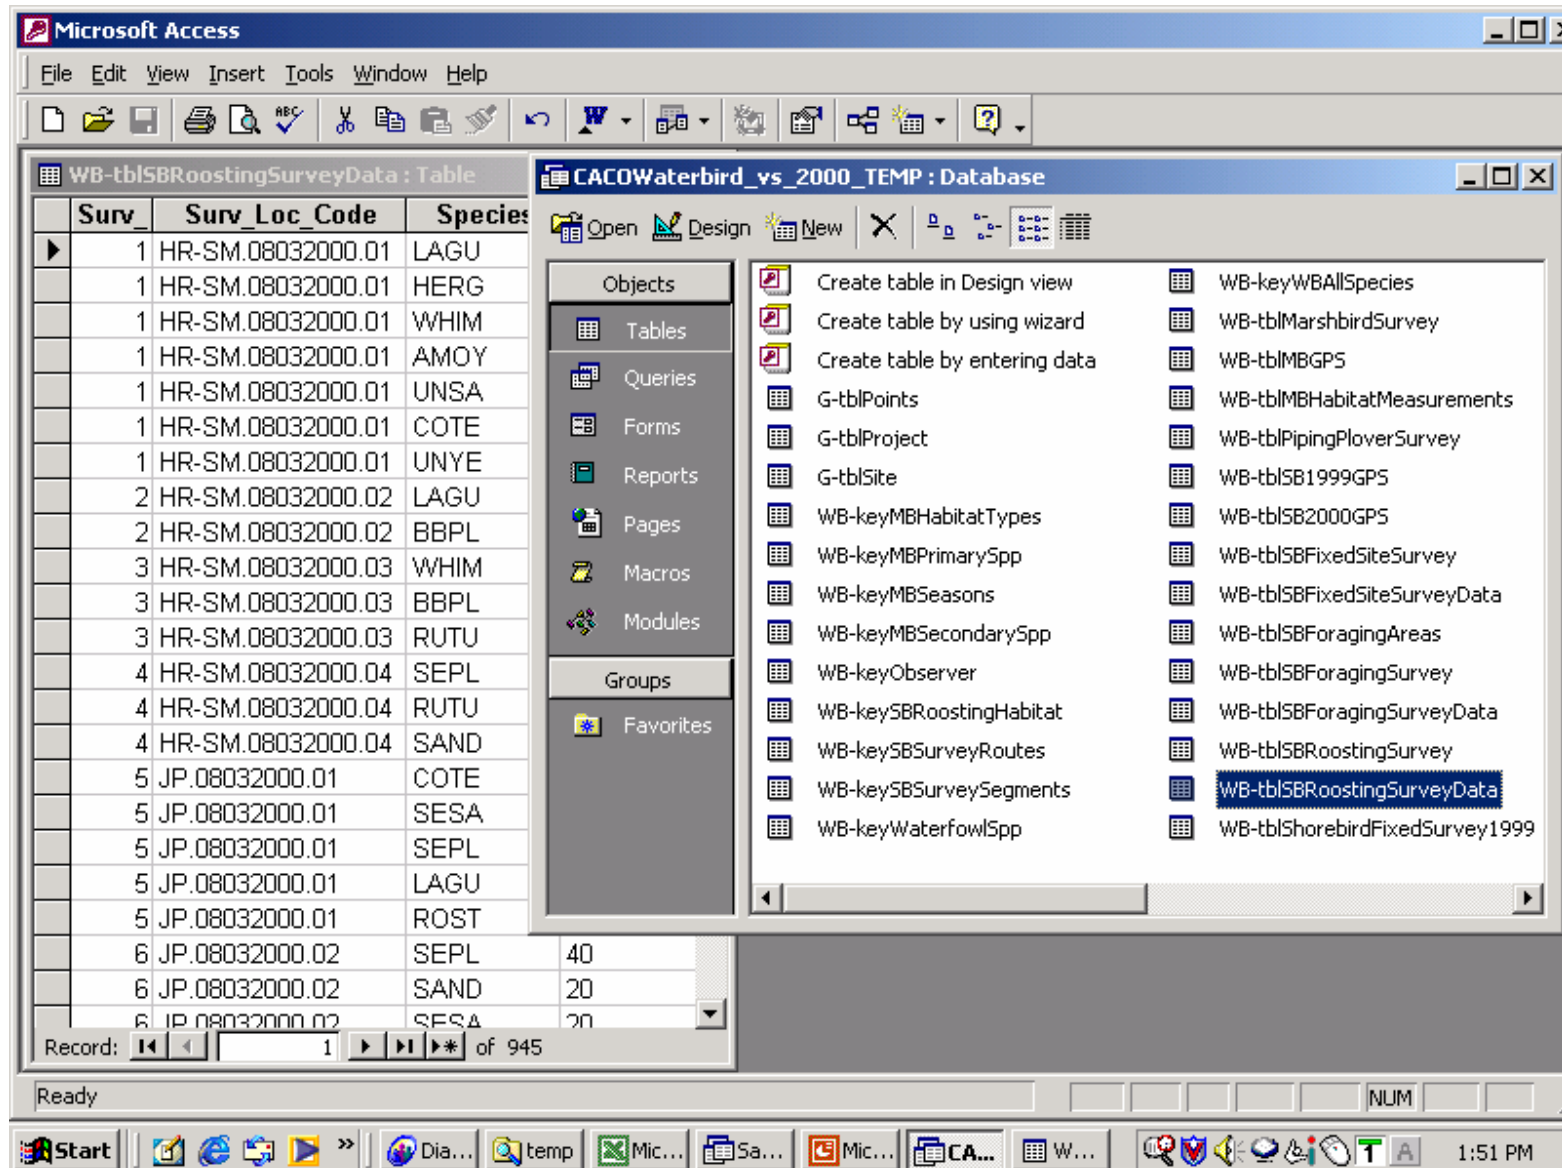 Microsoft Access
File Edit View Insert Tools Window Help
WB-tblSBRoostingSurveyData : Table
Surv_ Surv_Loc_Code Species
1 HR-SM.08032000.01 LAGU
1 HR-SM.08032000.01 HERG
1 HR-SM.08032000.01 WHIM
1 HR-SM.08032000.01 AMOY
1 HR-SM.08032000.01 UNSA
1 HR-SM.08032000.01 COTE
1 HR-SM.08032000.01 UNYE
2 HR-SM.08032000.02 LAGU
2 HR-SM.08032000.02 BBPL
3 HR-SM.08032000.03 WHIM
3 HR-SM.08032000.03 BBPL
3 HR-SM.08032000.03 RUTU
4 HR-SM.08032000.04 SEPL
4 HR-SM.08032000.04 RUTU
4 HR-SM.08032000.04 SAND
5 JP.08032000.01 COTE
5 JP.08032000.01 SESA
5 JP.08032000.01 SEPL
5 JP.08032000.01 LAGU
5 JP.08032000.01 ROST
6 JP.08032000.02 SEPL 40
6 JP.08032000.02 SAND 20
6 JP.08032000.02 SESA 20
Record: 1 of 945
CACOWaterbird_vs_2000_TEMP : Database
Open Design New
Objects
Tables
Queries
Forms
Reports
Pages
Macros
Modules
Groups
Favorites
Create table in Design view
Create table by using wizard
Create table by entering data
G-tblPoints
G-tblProject
G-tblSite
WB-keyMBHabitatTypes
WB-keyMBPrimarySpp
WB-keyMBSeasons
WB-keyMBSecondarySpp
WB-keyObserver
WB-keySBRoostingHabitat
WB-keySBSurveyRoutes
WB-keySBSurveySegments
WB-keyWaterfowlSpp
WB-keyWBAllSpecies
WB-tblMarshbirdSurvey
WB-tblMBGPS
WB-tblMBHabitatMeasurements
WB-tblPipingPloverSurvey
WB-tblSB1999GPS
WB-tblSB2000GPS
WB-tblSBFixedSiteSurvey
WB-tblSBFixedSiteSurveyData
WB-tblSBForagingAreas
WB-tblSBForagingSurvey
WB-tblSBForagingSurveyData
WB-tblSBRoostingSurvey
WB-tblSBRoostingSurveyData
WB-tblShorebirdFixedSurvey1999
Ready NUM
Start » Dia... temp Mic... Sa... Mic... CA... W... 1:51 PM